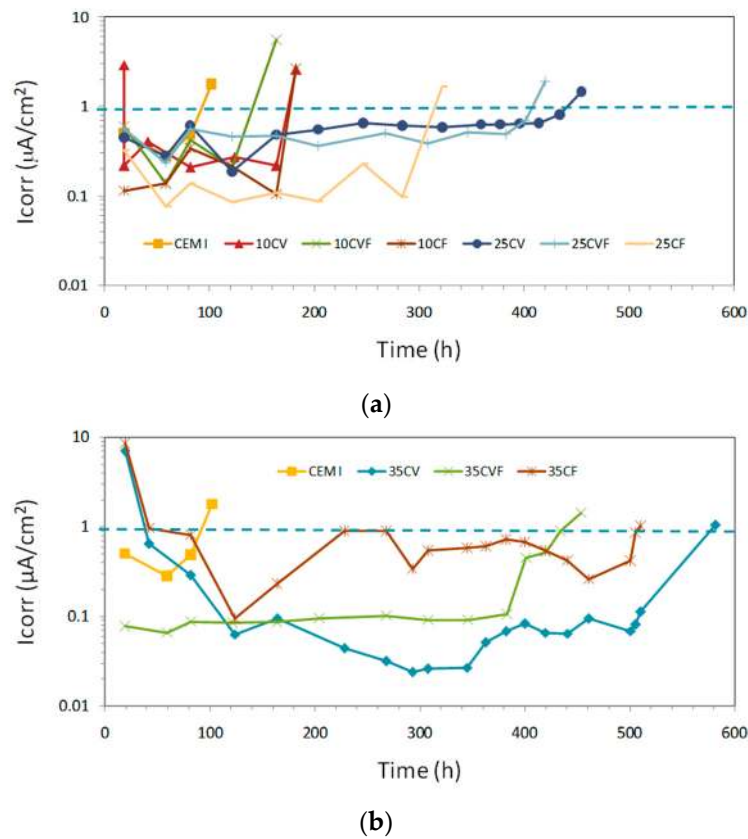 10
1
0.1
0.01
Icorr (µA/cm²)
CEM I 10CV 10CVF 10CF 25CV 25CVF 25CF
0 100 200 300 400 500 600
Time (h)
(a)
10
1
0.1
0.01
Icorr (µA/cm²)
CEM I 35CV 35CVF 35CF
0 100 200 300 400 500 600
Time (h)
(b)